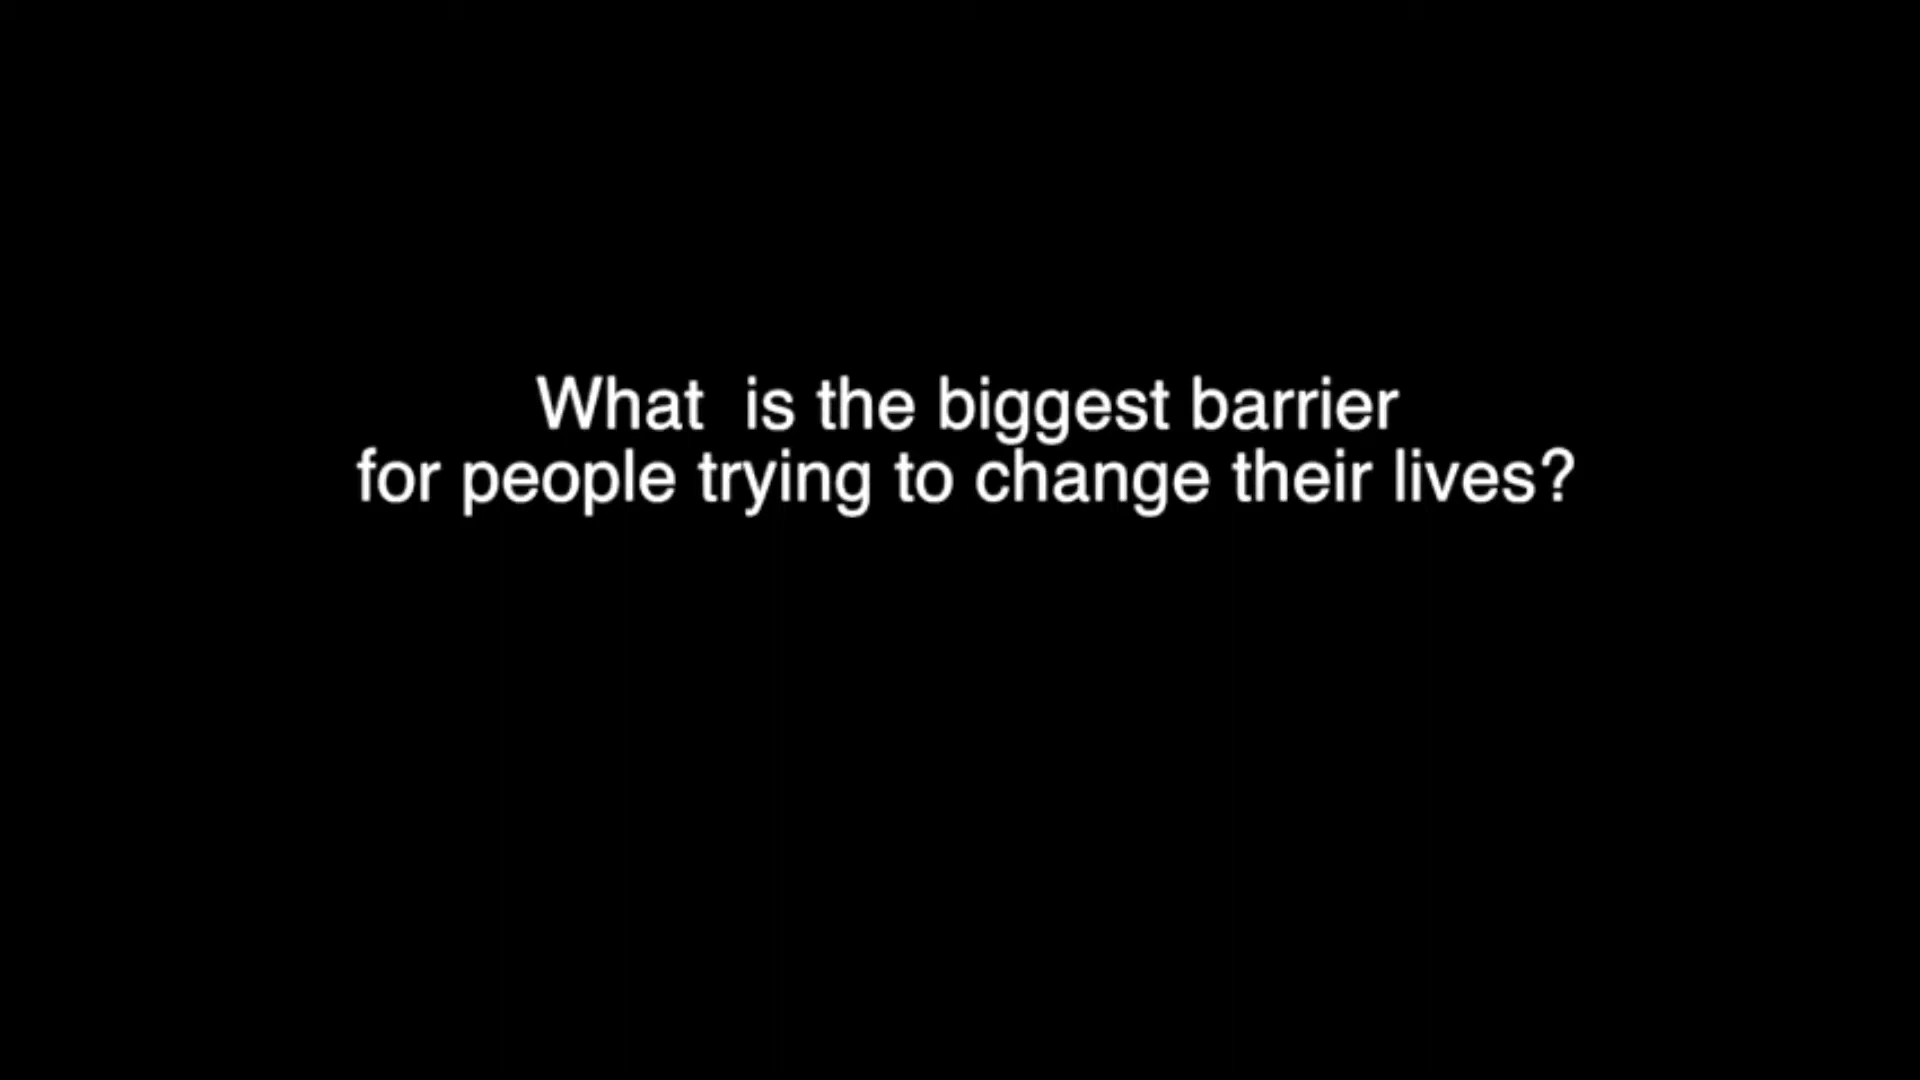 What  is the biggest barrier
for people trying to change their lives?